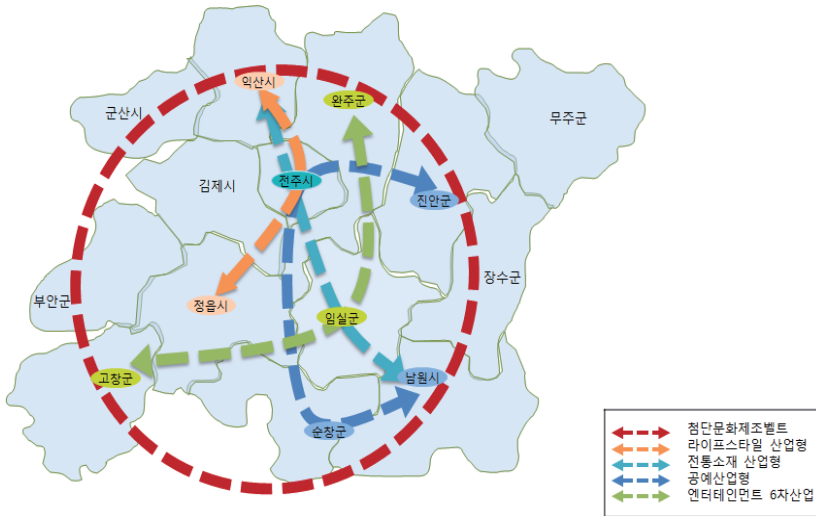 익산시
완주군
군산시
무주군
김제시
전주시
진안군
장수군
부안군
정읍시
임실군
고창군
남원시
순창군
첨단문화제조벨트
라이프스타일 산업형
전통소재 산업형
공예산업형
엔터테인먼트 6차산업